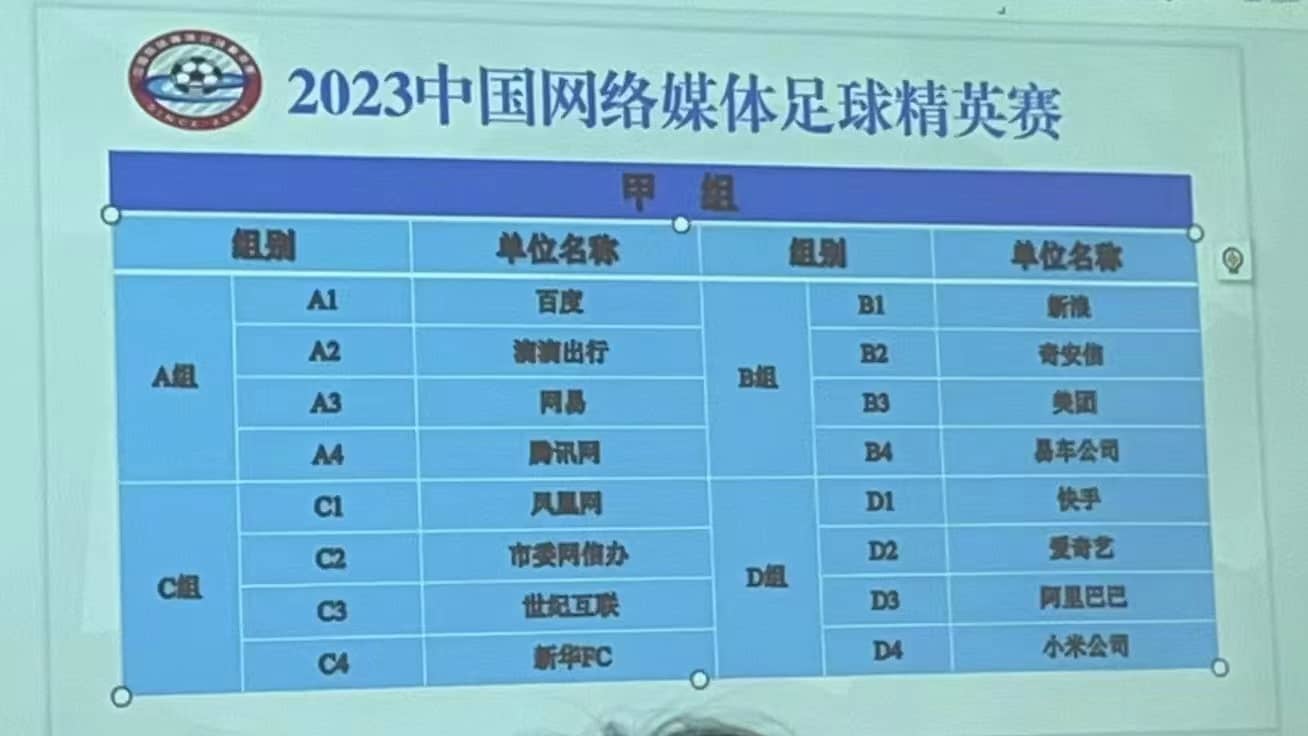 2023中国网络媒体足球精英赛
甲 组
组别 单位名称 组别 单位名称
A组 A1 百度 B组 B1 新浪
A2 滴滴出行 B2 奇安信
A3 网易 B3 美团
A4 腾讯网 B4 易车公司
C组 C1 凤凰网 D组 D1 快手
C2 市委网信办 D2 爱奇艺
C3 世纪互联 D3 阿里巴巴
C4 新华FC D4 小米公司